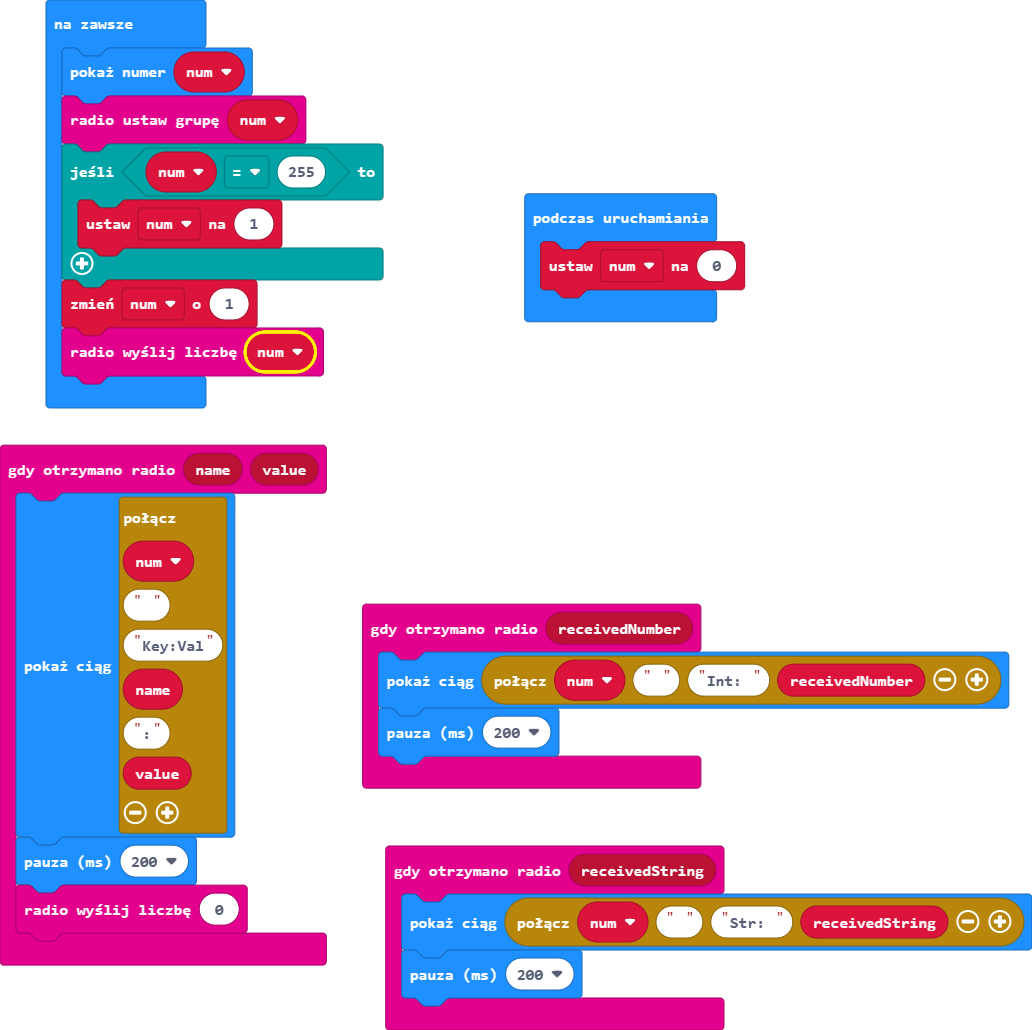 na zawsze
pokaż numer num
radio ustaw grupę num
jeśli num = 255 to
ustaw num na 1
zmień num o 1
radio wyślij liczbę num
podczas uruchamiania
ustaw num na 0
gdy otrzymano radio name value
połącz
num
" "
"Key:Val"
pokaż ciąg
name
":"
value
pauza (ms) 200
radio wyślij liczbę 0
gdy otrzymano radio receivedNumber
pokaż ciąg połącz num " " "Int: " receivedNumber
pauza (ms) 200
gdy otrzymano radio receivedString
pokaż ciąg połącz num " " "Str: " receivedString
pauza (ms) 200